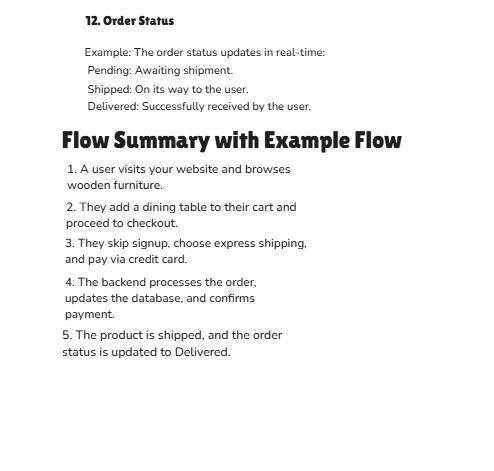 12. Order Status
Example: The order status updates in real-time:
Pending: Awaiting shipment.
Shipped: On its way to the user.
Delivered: Successfully received by the user.
Flow Summary with Example Flow
1. A user visits your website and browses
wooden furniture.
2. They add a dining table to their cart and
proceed to checkout.
3. They skip signup, choose express shipping,
and pay via credit card.
4. The backend processes the order,
updates the database, and confirms
payment.
5. The product is shipped, and the order
status is updated to Delivered.